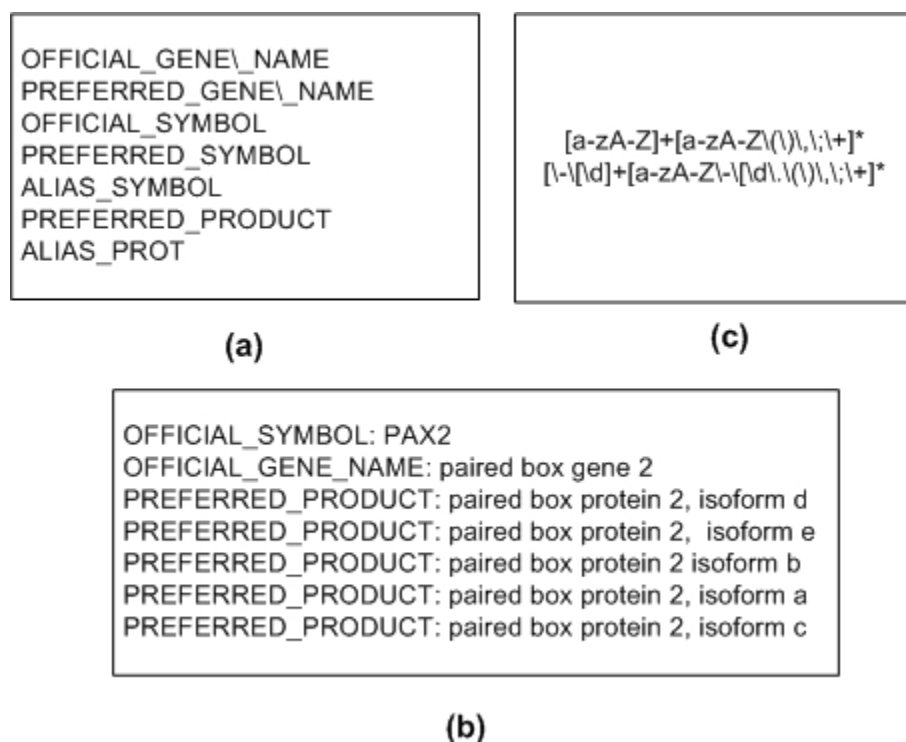 OFFICIAL_GENE\_NAME
PREFERRED_GENE\_NAME
OFFICIAL_SYMBOL
PREFERRED_SYMBOL
ALIAS_SYMBOL
PREFERRED_PRODUCT
ALIAS_PROT
(a)
[a-zA-Z]+[a-zA-Z\(\)\,\;\+]*
[\-\[\d]+[a-zA-Z\-\[\d\.\(\)\,\;\+]*
(c)
OFFICIAL_SYMBOL: PAX2
OFFICIAL_GENE_NAME: paired box gene 2
PREFERRED_PRODUCT: paired box protein 2, isoform d
PREFERRED_PRODUCT: paired box protein 2,  isoform e
PREFERRED_PRODUCT: paired box protein 2 isoform b
PREFERRED_PRODUCT: paired box protein 2, isoform a
PREFERRED_PRODUCT: paired box protein 2, isoform c
(b)